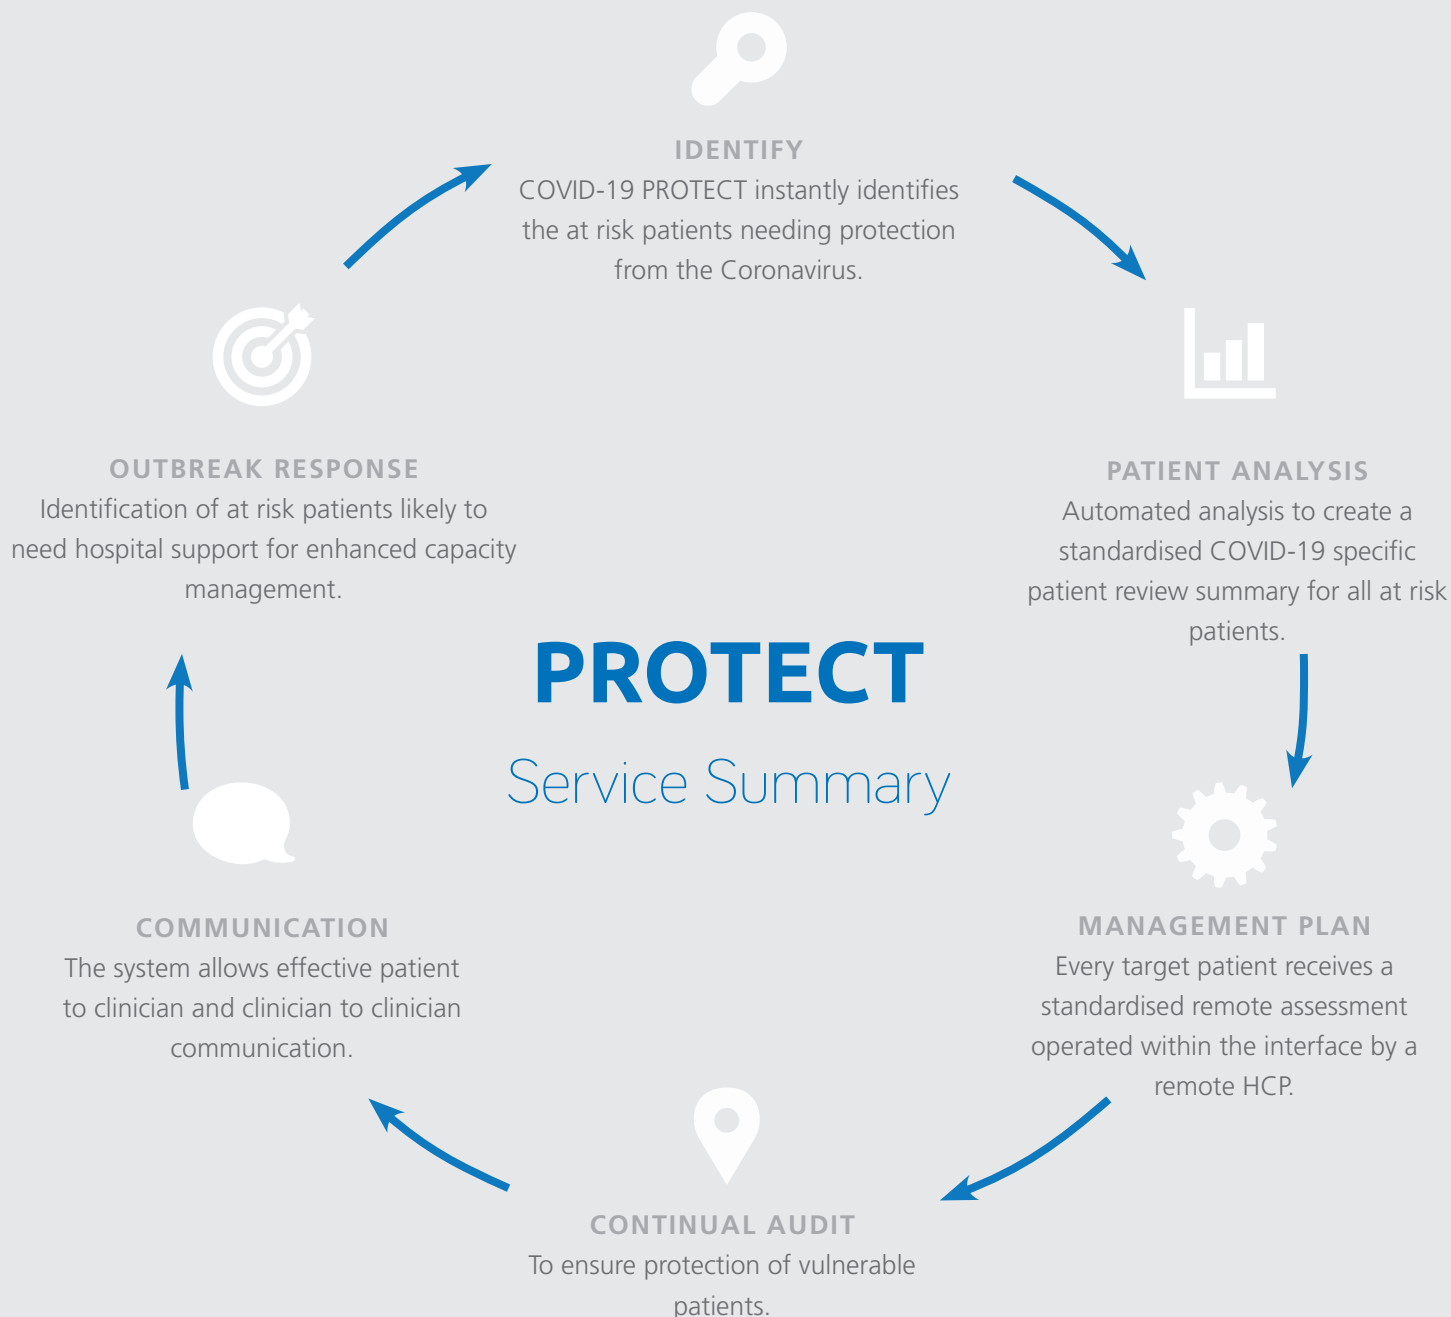 IDENTIFY
COVID-19 PROTECT instantly identifies
the at risk patients needing protection
from the Coronavirus.
PATIENT ANALYSIS
Automated analysis to create a
standardised COVID-19 specific
patient review summary for all at risk
patients.
MANAGEMENT PLAN
Every target patient receives a
standardised remote assessment
operated within the interface by a
remote HCP.
CONTINUAL AUDIT
To ensure protection of vulnerable
patients.
COMMUNICATION
The system allows effective patient
to clinician and clinician to clinician
communication.
OUTBREAK RESPONSE
Identification of at risk patients likely to
need hospital support for enhanced capacity
management.
PROTECT
Service Summary